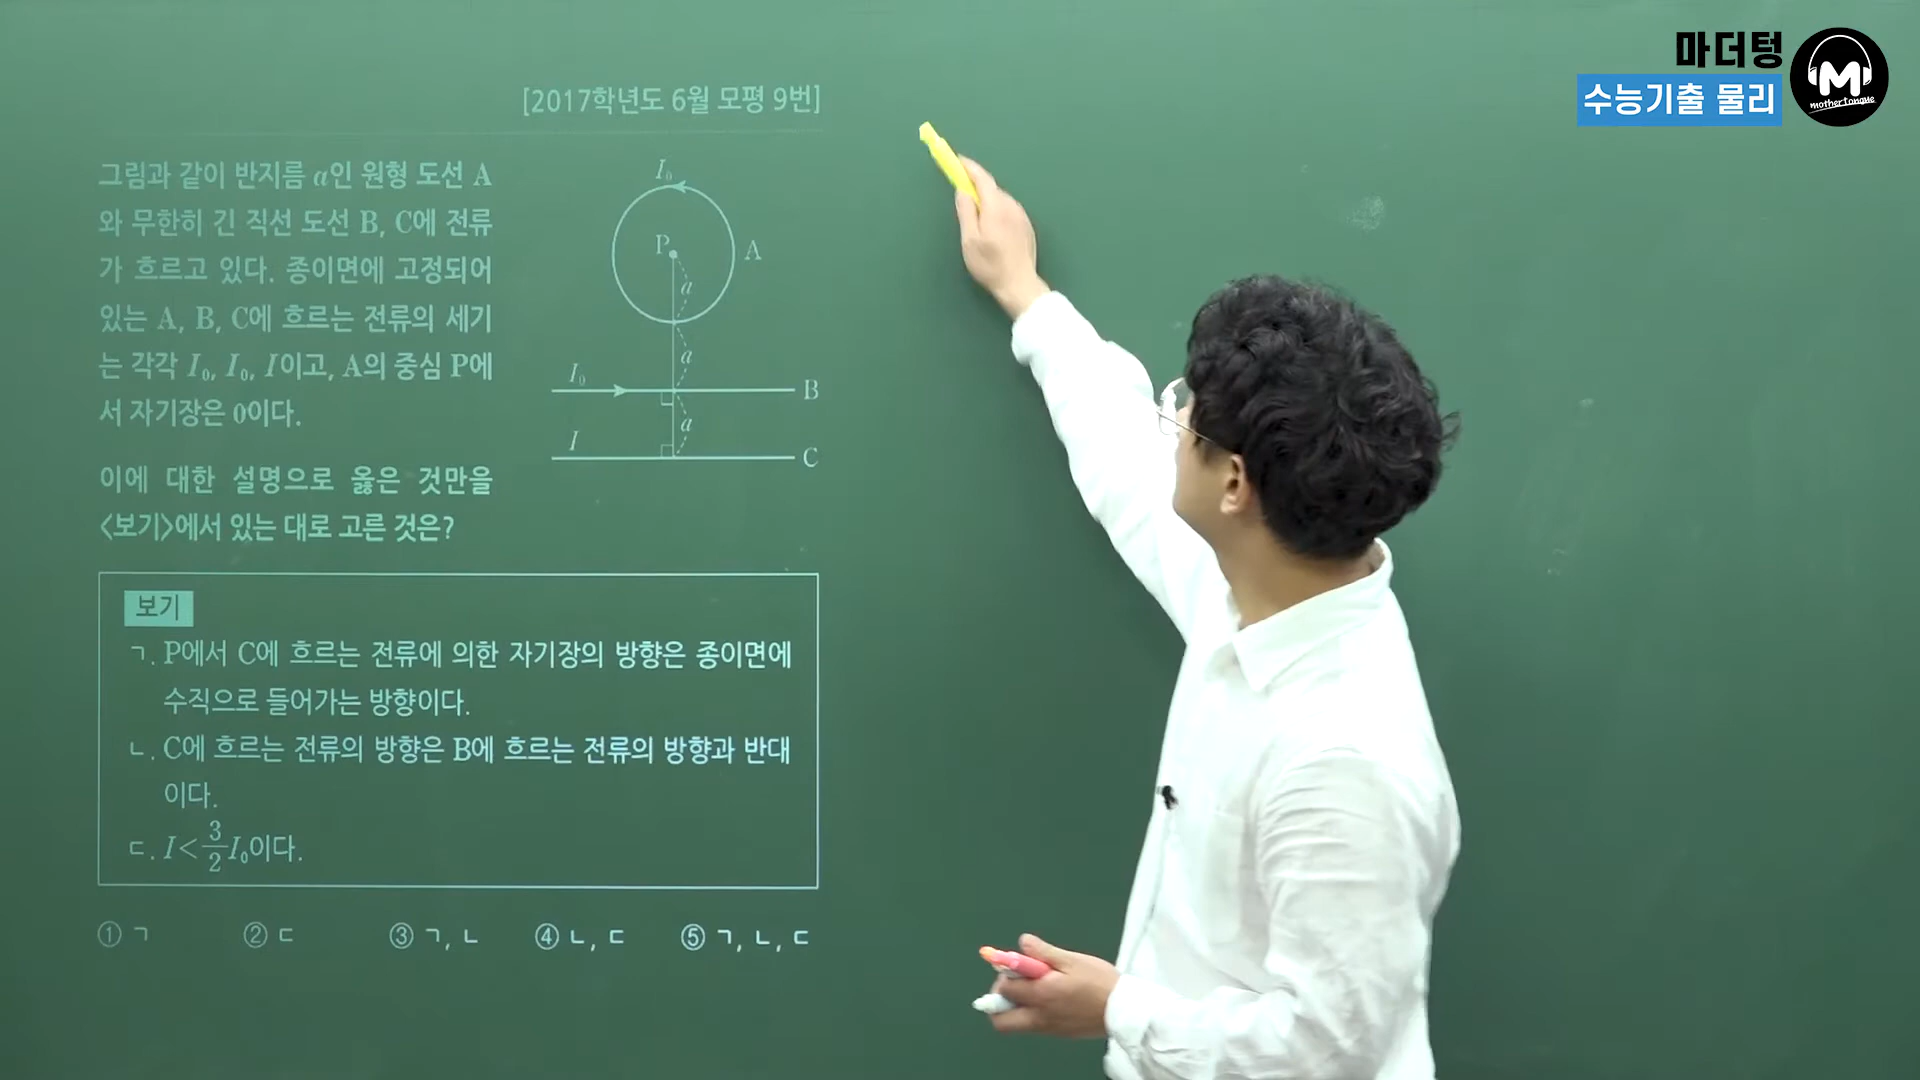 마더텅
수능기출 물리
M
mothertongue
[2017학년도 6월 모평 9번]
그림과 같이 반지름 a인 원형 도선 A
와 무한히 긴 직선 도선 B, C에 전류
가 흐르고 있다. 종이면에 고정되어
있는 A, B, C에 흐르는 전류의 세기
는 각각 I₀, I₀, I이고, A의 중심 P에
서 자기장은 0이다.
이에 대한 설명으로 옳은 것만을
<보기>에서 있는 대로 고른 것은?
I₀
P
A
a
a
I₀
B
a
I
C
보기
ㄱ. P에서 C에 흐르는 전류에 의한 자기장의 방향은 종이면에
수직으로 들어가는 방향이다.
ㄴ. C에 흐르는 전류의 방향은 B에 흐르는 전류의 방향과 반대
이다.
ㄷ. I<3/2 I₀이다.
① ㄱ ② ㄷ ③ ㄱ, ㄴ ④ ㄴ, ㄷ ⑤ ㄱ, ㄴ, ㄷ